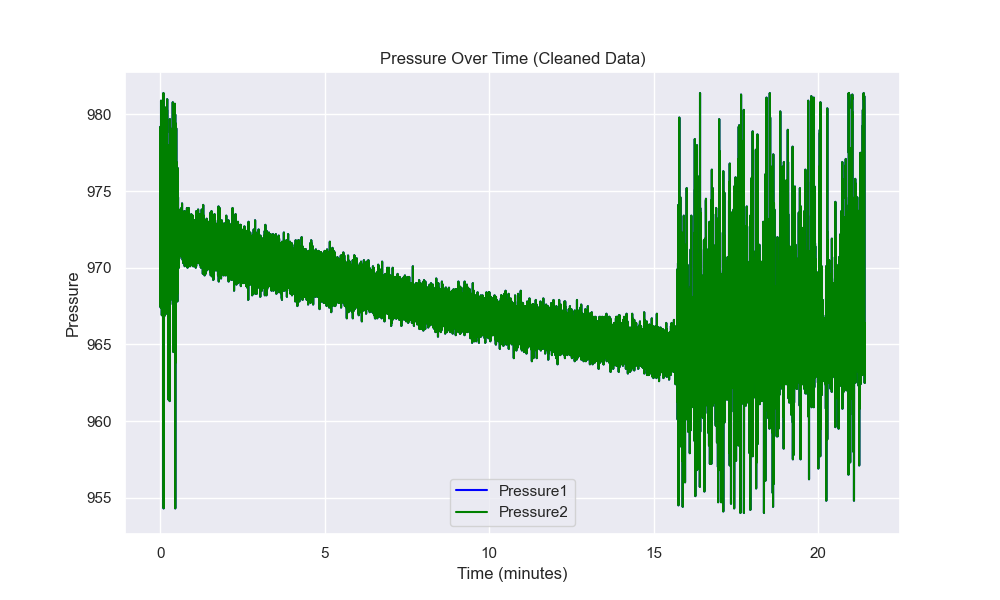 Pressure Over Time (Cleaned Data)
980
975
970
965
960
955
Pressure
Pressure1
Pressure2
0 5 10 15 20
Time (minutes)